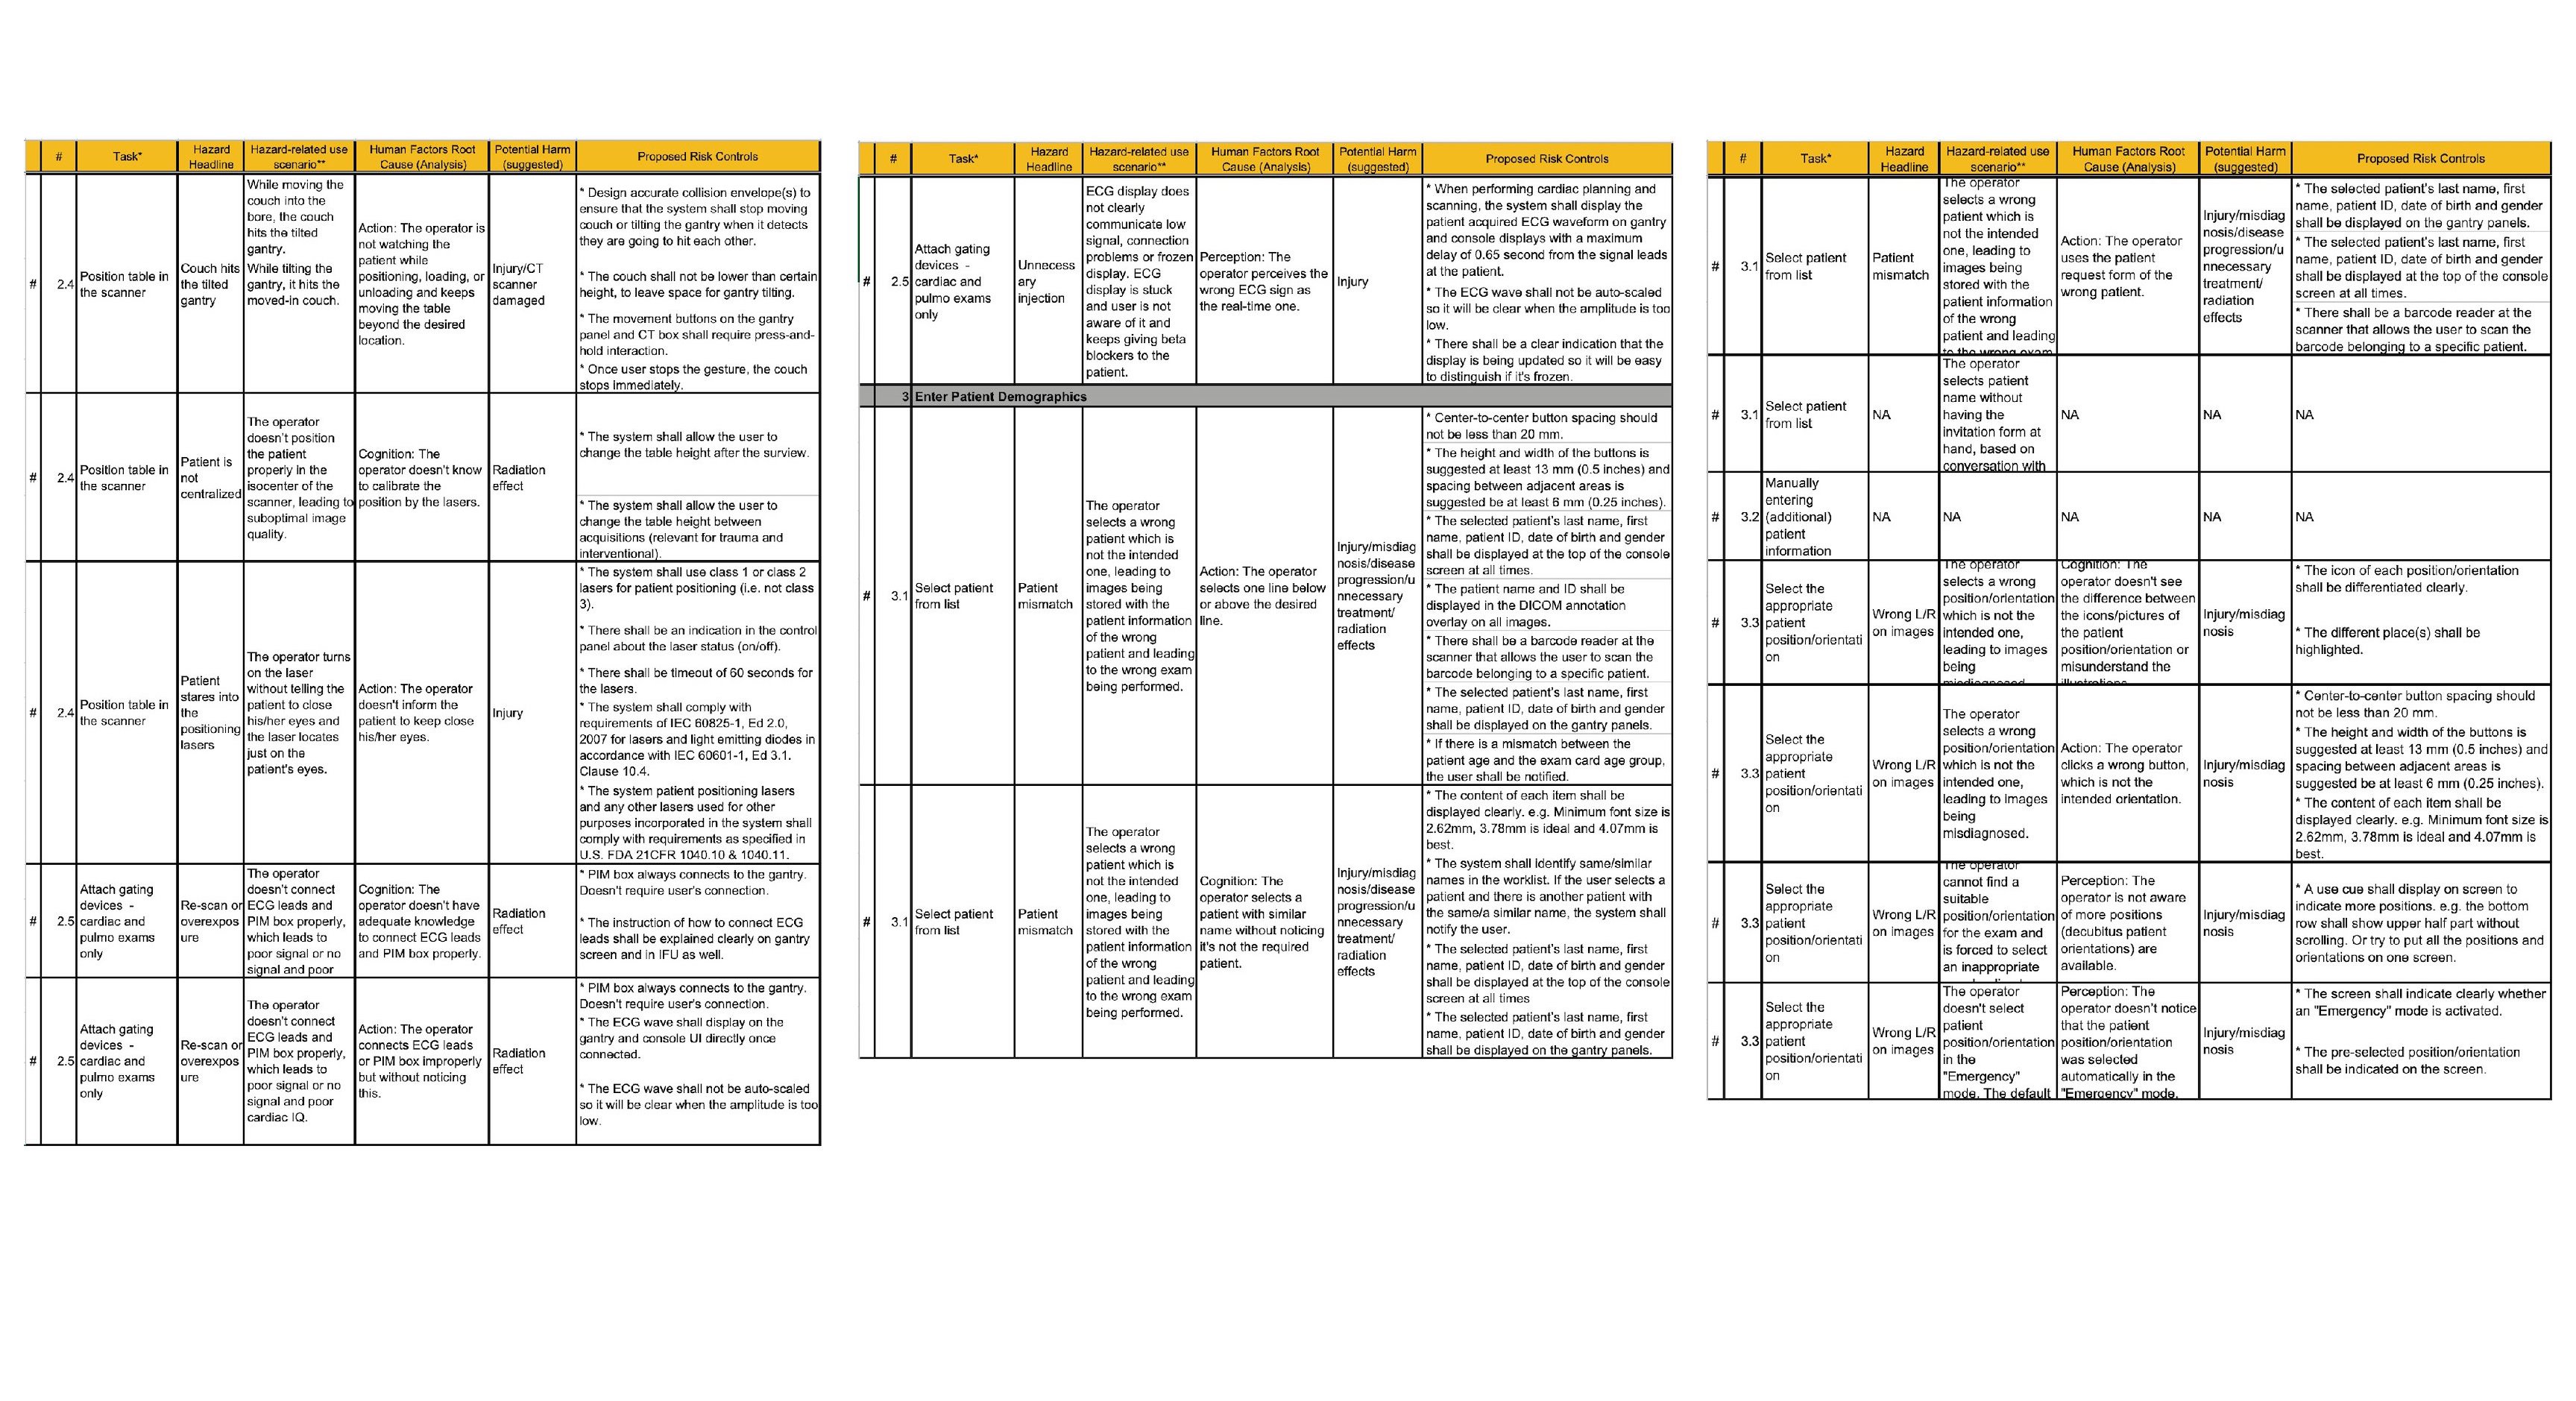 # Task* Hazard Headline Hazard-related use scenario** Human Factors Root Cause (Analysis) Potential Harm (suggested) Proposed Risk Controls
# 2.4 Position table in the scanner
Couch hits the tilted gantry
While moving the couch into the bore, the couch hits the tilted gantry.
While tilting the gantry, it hits the moved-in couch.
Action: The operator is not watching the patient while positioning, loading, or unloading and keeps moving the table beyond the desired location.
Injury/CT scanner damaged
* Design accurate collision envelope(s) to ensure that the system shall stop moving couch or tilting the gantry when it detects they are going to hit each other.
* The couch shall not be lower than certain height, to leave space for gantry tilting.
* The movement buttons on the gantry panel and CT box shall require press-and-hold interaction.
* Once user stops the gesture, the couch stops immediately.
# 2.4 Position table in the scanner
Patient is not centralized
The operator doesn't position the patient properly in the isocenter of the scanner, leading to suboptimal image quality.
Cognition: The operator doesn't know to calibrate the position by the lasers.
Radiation effect
* The system shall allow the user to change the table height after the surview.
* The system shall allow the user to change the table height between acquisitions (relevant for trauma and interventional).
# 2.4 Position table in the scanner
Patient stares into the positioning lasers
The operator turns on the laser without telling the patient to close his/her eyes and the laser locates just on the patient's eyes.
Action: The operator doesn't inform the patient to keep close his/her eyes.
Injury
* The system shall use class 1 or class 2 lasers for patient positioning (i.e. not class 3).
* There shall be an indication in the control panel about the laser status (on/off).
* There shall be timeout of 60 seconds for the lasers.
* The system shall comply with requirements of IEC 60825-1, Ed 2.0, 2007 for lasers and light emitting diodes in accordance with IEC 60601-1, Ed 3.1. Clause 10.4.
* The system patient positioning lasers and any other lasers used for other purposes incorporated in the system shall comply with requirements as specified in U.S. FDA 21CFR 1040.10 & 1040.11.
# 2.5 Attach gating devices - cardiac and pulmo exams only
Re-scan or overexposure
The operator doesn't connect ECG leads and PIM box properly, which leads to poor signal or no signal and poor
Cognition: The operator doesn't have adequate knowledge to connect ECG leads and PIM box properly.
Radiation effect
* PIM box always connects to the gantry. Doesn't require user's connection.
* The instruction of how to connect ECG leads shall be explained clearly on gantry screen and in IFU as well.
# 2.5 Attach gating devices - cardiac and pulmo exams only
Re-scan or overexposure
The operator doesn't connect ECG leads and PIM box properly, which leads to poor signal or no signal and poor cardiac IQ.
Action: The operator connects ECG leads or PIM box improperly but without noticing this.
Radiation effect
* PIM box always connects to the gantry. Doesn't require user's connection.
* The ECG wave shall display on the gantry and console UI directly once connected.
* The ECG wave shall not be auto-scaled so it will be clear when the amplitude is too low.
# Task* Hazard Headline Hazard-related use scenario** Human Factors Root Cause (Analysis) Potential Harm (suggested) Proposed Risk Controls
# 2.5 Attach gating devices - cardiac and pulmo exams only
Unnecessary injection
ECG display does not clearly communicate low signal, connection problems or frozen display. ECG display is stuck and user is not aware of it and keeps giving beta blockers to the patient.
Perception: The operator perceives the wrong ECG sign as the real-time one.
Injury
* When performing cardiac planning and scanning, the system shall display the patient acquired ECG waveform on gantry and console displays with a maximum delay of 0.65 second from the signal leads at the patient.
* The ECG wave shall not be auto-scaled so it will be clear when the amplitude is too low.
* There shall be a clear indication that the display is being updated so it will be easy to distinguish if it's frozen.
3 Enter Patient Demographics
# 3.1 Select patient from list
Patient mismatch
The operator selects a wrong patient which is not the intended one, leading to images being stored with the patient information of the wrong patient and leading to the wrong exam being performed.
Action: The operator selects one line below or above the desired line.
Injury/misdiagnosis/disease progression/unnecessary treatment/ radiation effects
* Center-to-center button spacing should not be less than 20 mm.
* The height and width of the buttons is suggested at least 13 mm (0.5 inches) and spacing between adjacent areas is suggested be at least 6 mm (0.25 inches).
* The selected patient's last name, first name, patient ID, date of birth and gender shall be displayed at the top of the console screen at all times.
* The patient name and ID shall be displayed in the DICOM annotation overlay on all images.
* There shall be a barcode reader at the scanner that allows the user to scan the barcode belonging to a specific patient.
* The selected patient's last name, first name, patient ID, date of birth and gender shall be displayed on the gantry panels.
* If there is a mismatch between the patient age and the exam card age group, the user shall be notified.
# 3.1 Select patient from list
Patient mismatch
The operator selects a wrong patient which is not the intended one, leading to images being stored with the patient information of the wrong patient and leading to the wrong exam being performed.
Cognition: The operator selects a patient with similar name without noticing it's not the required patient.
Injury/misdiagnosis/disease progression/unnecessary treatment/ radiation effects
* The content of each item shall be displayed clearly. e.g. Minimum font size is 2.62mm, 3.78mm is ideal and 4.07mm is best.
* The system shall identify same/similar names in the worklist. If the user selects a patient and there is another patient with the same/a similar name, the system shall notify the user.
* The selected patient's last name, first name, patient ID, date of birth and gender shall be displayed at the top of the console screen at all times
* The selected patient's last name, first name, patient ID, date of birth and gender shall be displayed on the gantry panels.
# Task* Hazard Headline Hazard-related use scenario** Human Factors Root Cause (Analysis) Potential Harm (suggested) Proposed Risk Controls
# 3.1 Select patient from list
Patient mismatch
The operator selects a wrong patient which is not the intended one, leading to images being stored with the patient information of the wrong patient and leading to the wrong exam
Action: The operator uses the patient request form of the wrong patient.
Injury/misdiagnosis/disease progression/unnecessary treatment/ radiation effects
* The selected patient's last name, first name, patient ID, date of birth and gender shall be displayed on the gantry panels.
* The selected patient's last name, first name, patient ID, date of birth and gender shall be displayed at the top of the console screen at all times.
* There shall be a barcode reader at the scanner that allows the user to scan the barcode belonging to a specific patient.
# 3.1 Select patient from list
NA
The operator selects patient name without having the invitation form at hand, based on conversation with
NA
NA
NA
# 3.2 Manually entering (additional) patient information
NA
NA
NA
NA
NA
# 3.3 Select the appropriate patient position/orientation
Wrong L/R on images
The operator selects a wrong position/orientation which is not the intended one, leading to images being misdiagnosed.
Cognition: The operator doesn't see the difference between the icons/pictures of the patient position/orientation or misunderstand the illustrations.
Injury/misdiagnosis
* The icon of each position/orientation shall be differentiated clearly.
* The different place(s) shall be highlighted.
# 3.3 Select the appropriate patient position/orientation
Wrong L/R on images
The operator selects a wrong position/orientation which is not the intended one, leading to images being misdiagnosed.
Action: The operator clicks a wrong button, which is not the intended orientation.
Injury/misdiagnosis
* Center-to-center button spacing should not be less than 20 mm.
* The height and width of the buttons is suggested at least 13 mm (0.5 inches) and spacing between adjacent areas is suggested be at least 6 mm (0.25 inches).
* The content of each item shall be displayed clearly. e.g. Minimum font size is 2.62mm, 3.78mm is ideal and 4.07mm is best.
# 3.3 Select the appropriate patient position/orientation
Wrong L/R on images
The operator cannot find a suitable position/orientation for the exam and is forced to select an inappropriate
Perception: The operator is not aware of more positions (decubitus patient orientations) are available.
Injury/misdiagnosis
* A use cue shall display on screen to indicate more positions. e.g. the bottom row shall show upper half part without scrolling. Or try to put all the positions and orientations on one screen.
# 3.3 Select the appropriate patient position/orientation
Wrong L/R on images
The operator doesn't select patient position/orientation in the "Emergency" mode. The default
Perception: The operator doesn't notice that the patient position/orientation was selected automatically in the "Emergency" mode.
Injury/misdiagnosis
* The screen shall indicate clearly whether an "Emergency" mode is activated.
* The pre-selected position/orientation shall be indicated on the screen.